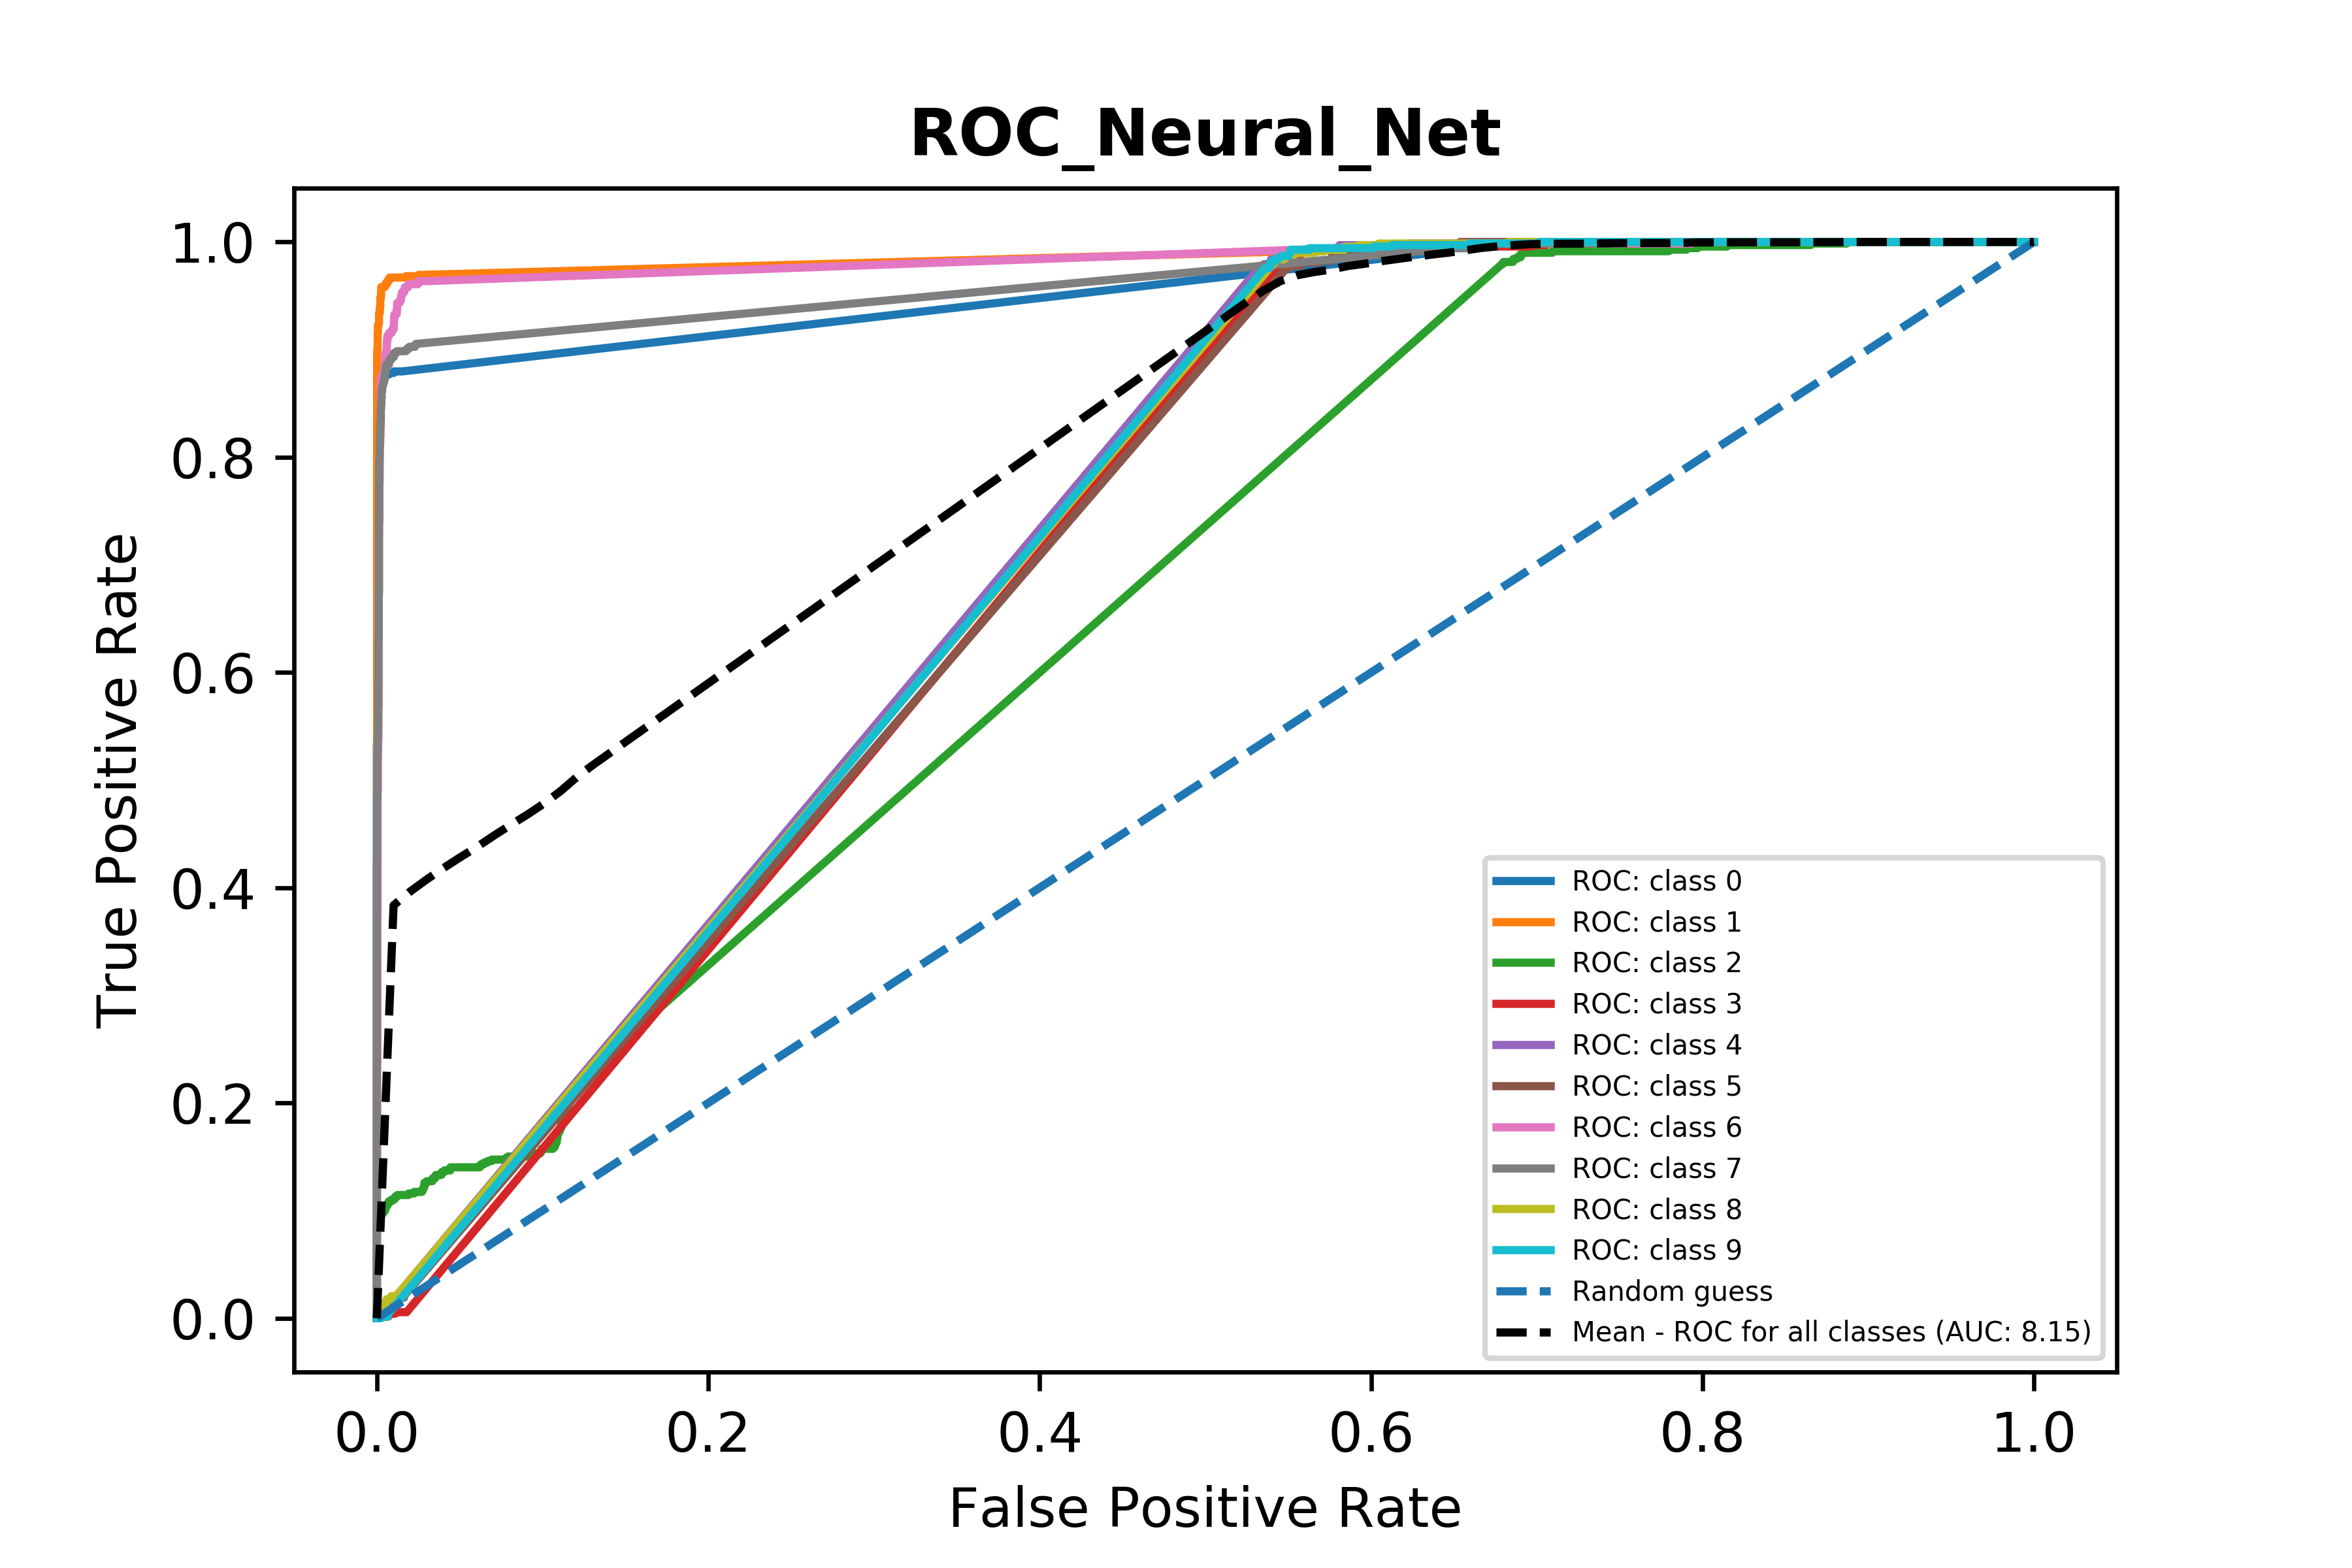 ROC_Neural_Net
1.0
0.8
0.6
0.4
0.2
0.0
True Positive Rate
0.0 0.2 0.4 0.6 0.8 1.0
False Positive Rate
ROC: class 0
ROC: class 1
ROC: class 2
ROC: class 3
ROC: class 4
ROC: class 5
ROC: class 6
ROC: class 7
ROC: class 8
ROC: class 9
Random guess
Mean - ROC for all classes (AUC: 8.15)